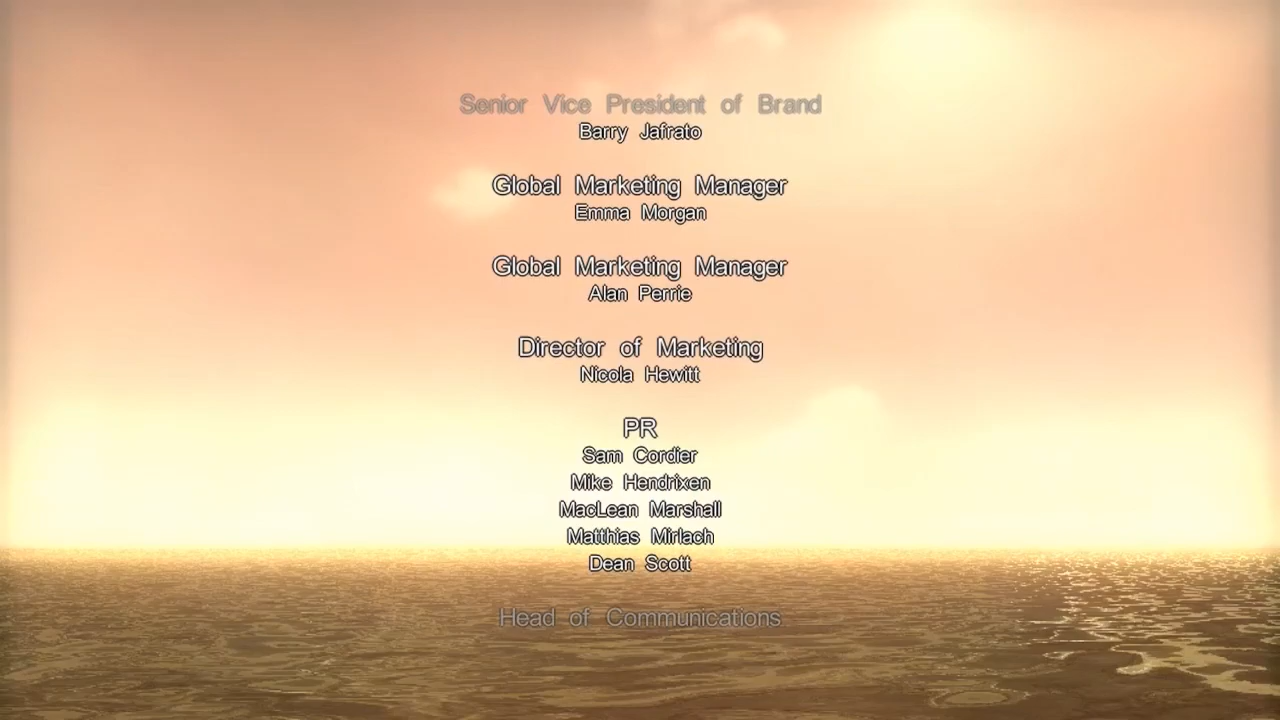 Senior Vice President of Brand
Barry Jafrato
Global Marketing Manager
Emma Morgan
Global Marketing Manager
Alan Perrie
Director of Marketing
Nicola Hewitt
PR
Sam Cordier
Mike Hendrixen
MacLean Marshall
Matthias Mirlach
Dean Scott
Head of Communications